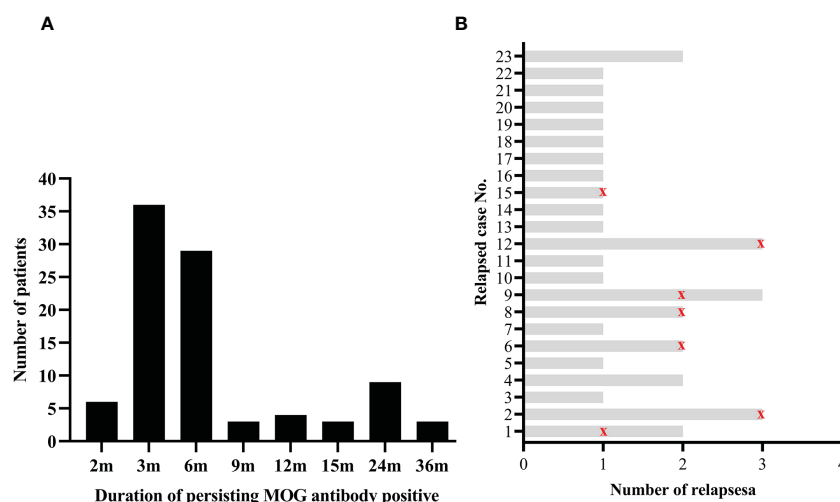 A
Number of patients
40
35
30
25
20
15
10
5
0
2m 3m 6m 9m 12m 15m 24m 36m
Duration of persisting MOG antibody positive
B
Relapsed case No.
23
22
21
20
19
18
17
16
15 X
14
13
12 X
11
10
9 X
8 X
7
6 X
5
4
3
2 X
1 X
0 1 2 3
Number of relapsesa